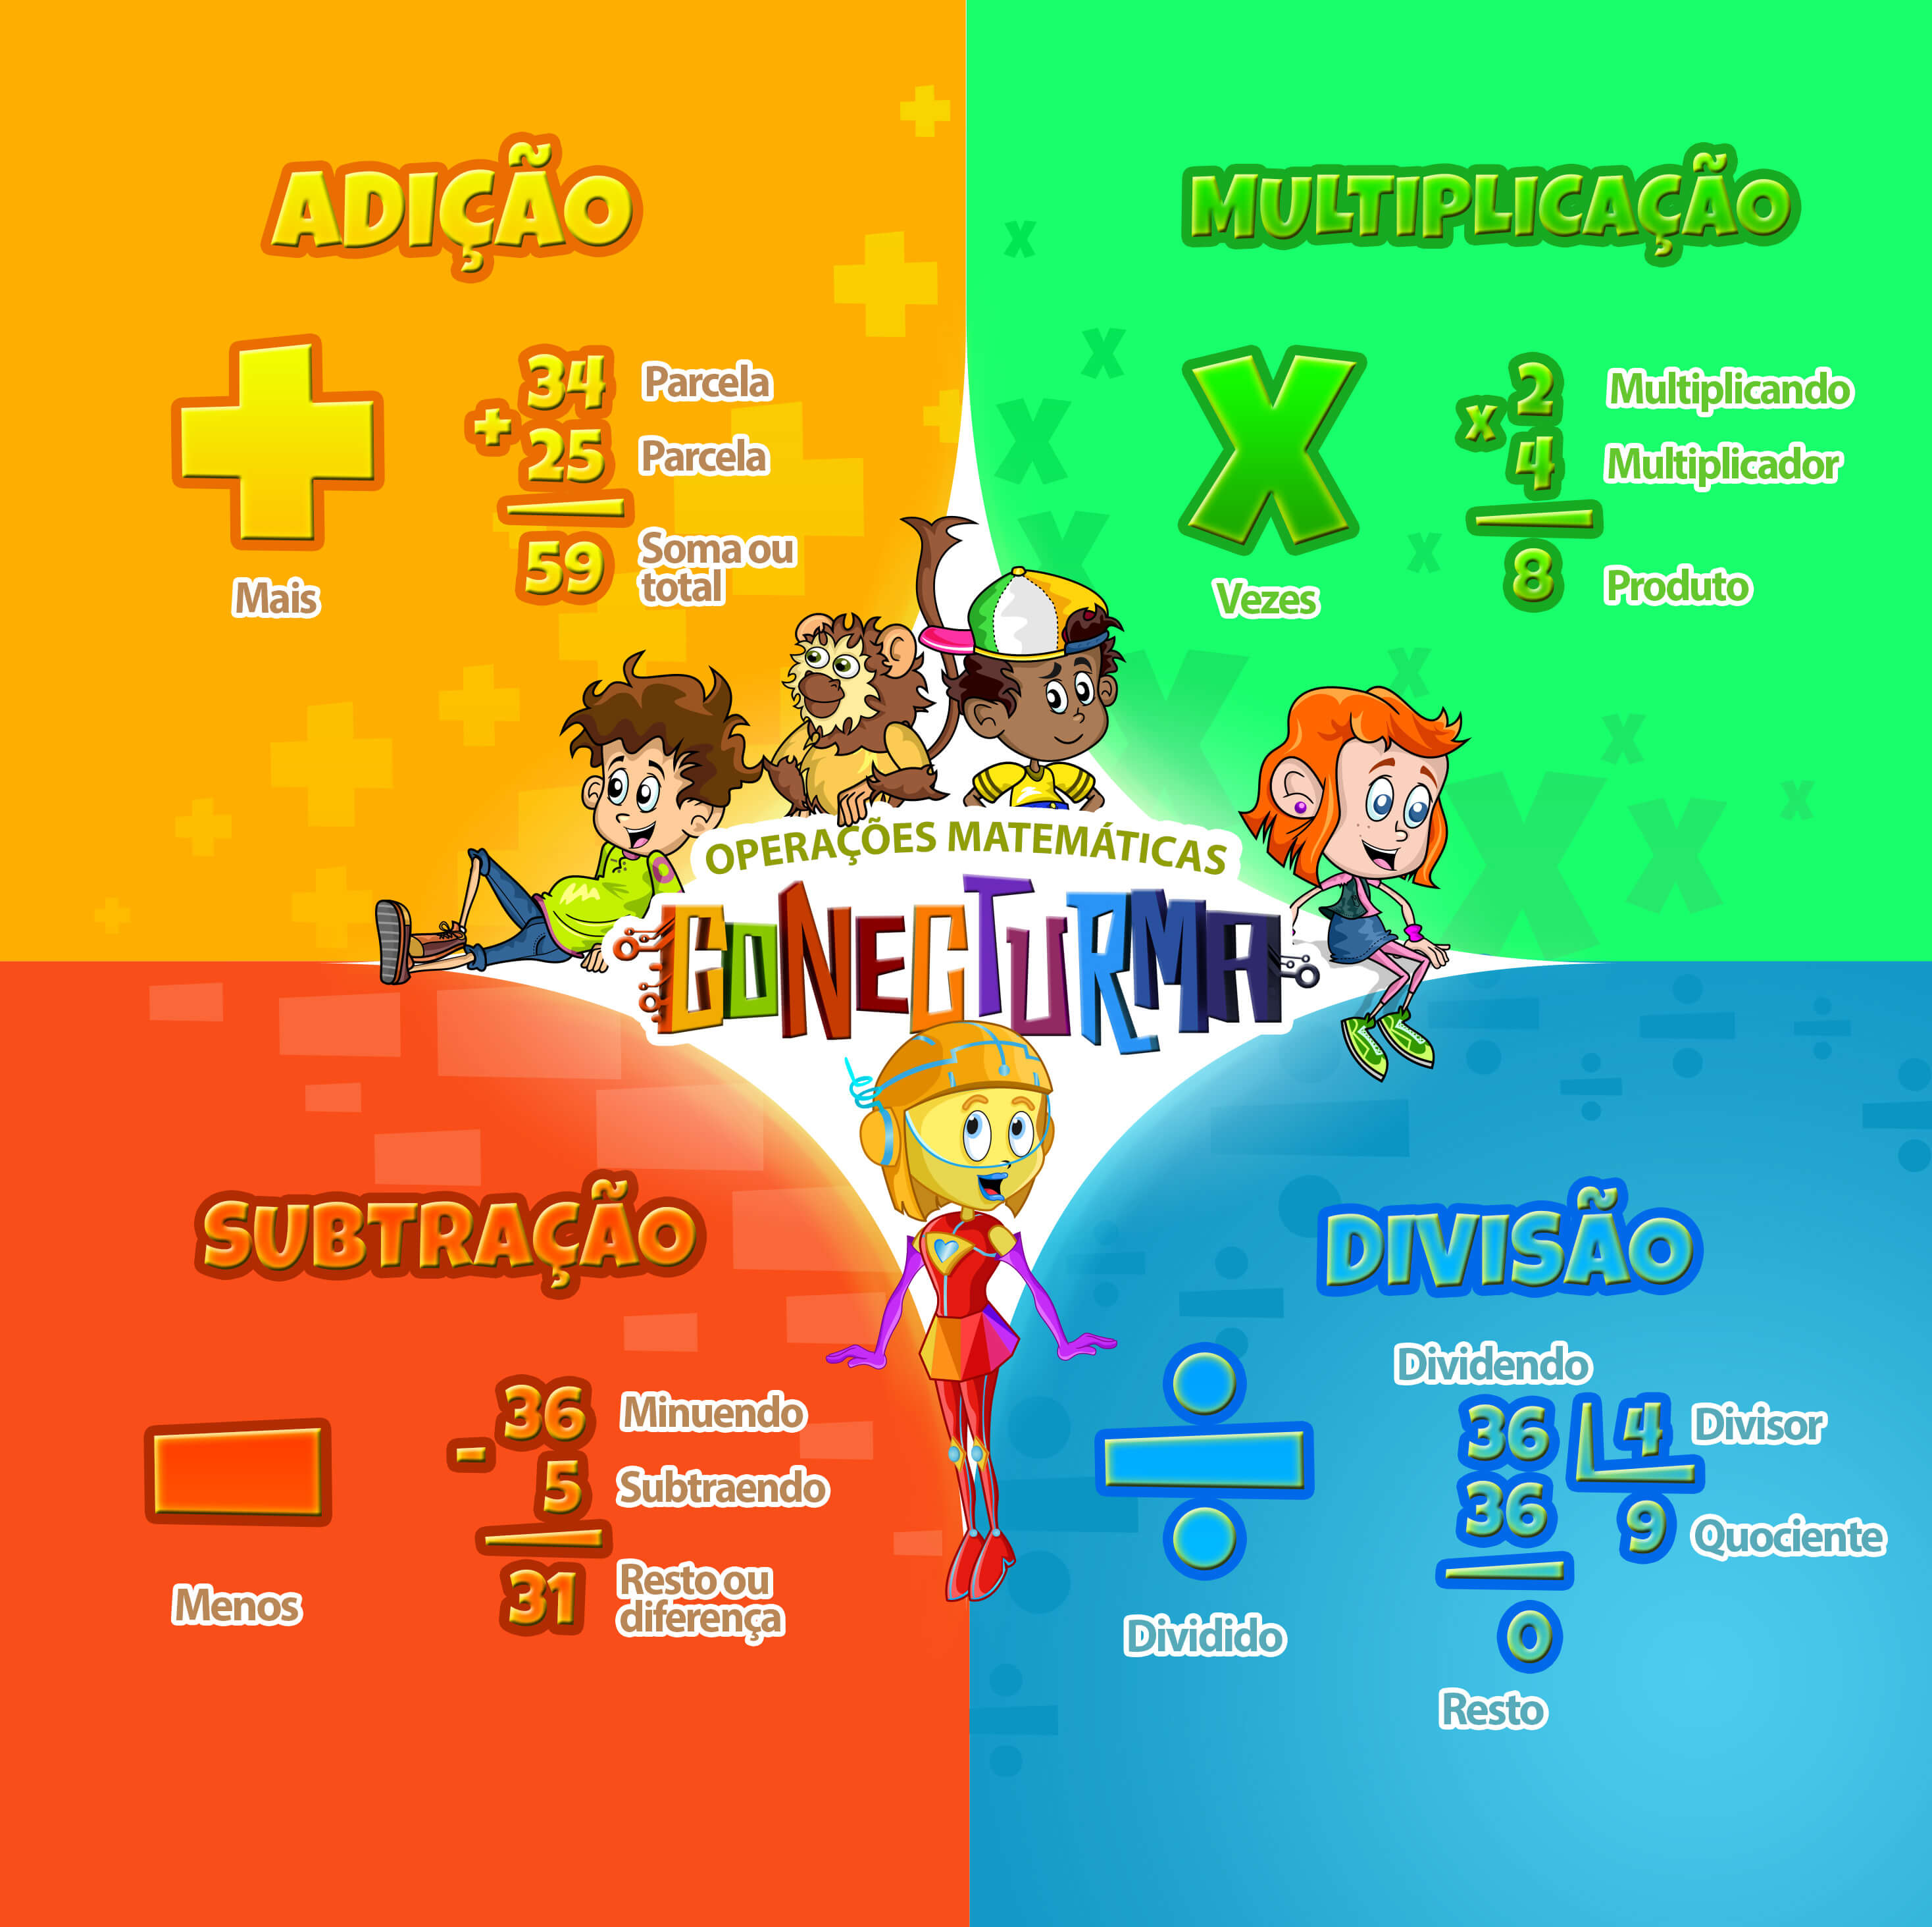 ADIÇÃO
+
34 Parcela
+
25 Parcela
59 Soma ou
total
Mais
MULTIPLICAÇÃO
X
2 Multiplicando
x
4 Multiplicador
8 Produto
Vezes
OPERAÇÕES MATEMÁTICAS
CONECTURMA
SUBTRAÇÃO
-
36 Minuendo
-
5 Subtraendo
31 Resto ou
diferença
Menos
DIVISÃO
÷
Dividendo
36 4 Divisor
36 9 Quociente
0
Resto
Dividido